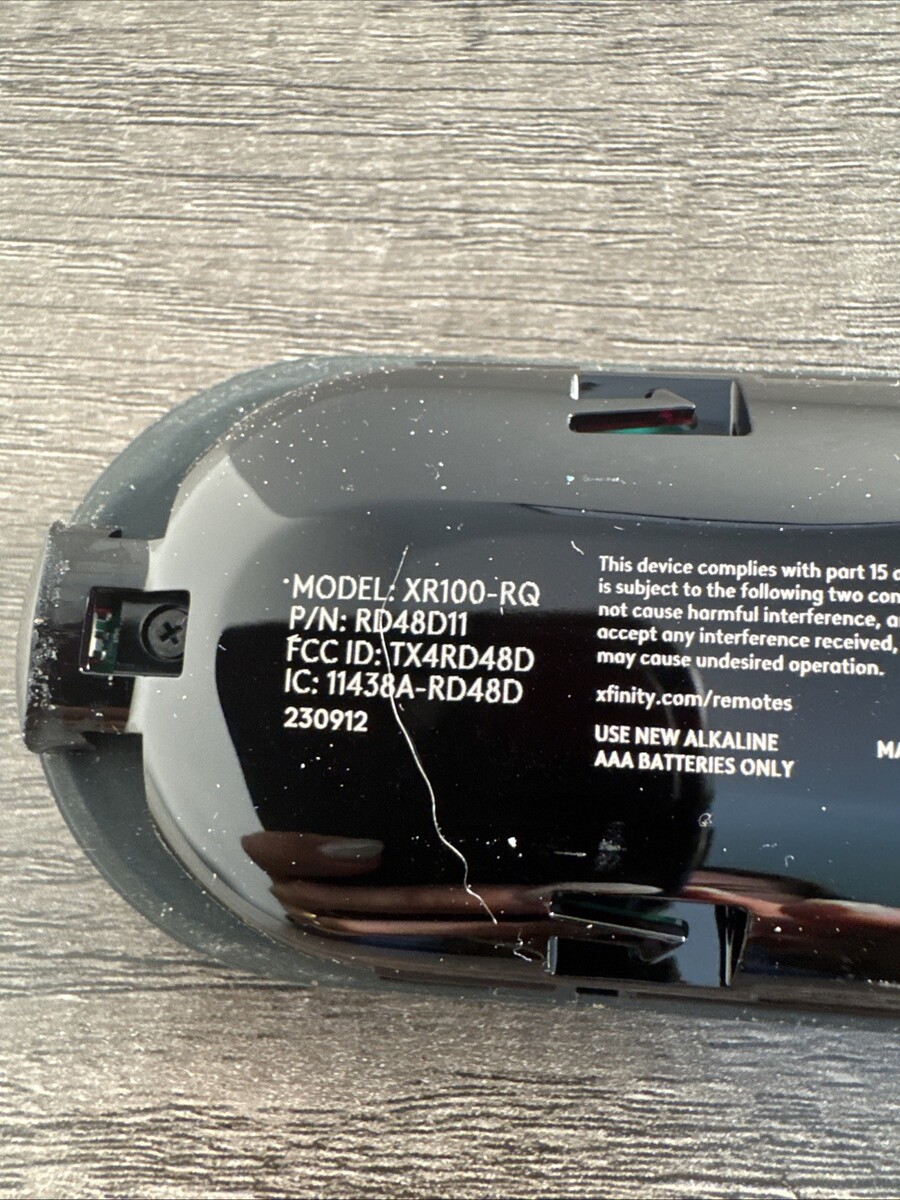 MODEL: XR100-RQ
P/N: RD48D11
FCC ID: TX4RD48D
IC: 11438A-RD48D
230912
This device complies with part 15
is subject to the following two
not cause harmful interference,
accept any interference received,
may cause undesired operation.
xfinity.com/remotes
USE NEW ALKALINE
AAA BATTERIES ONLY